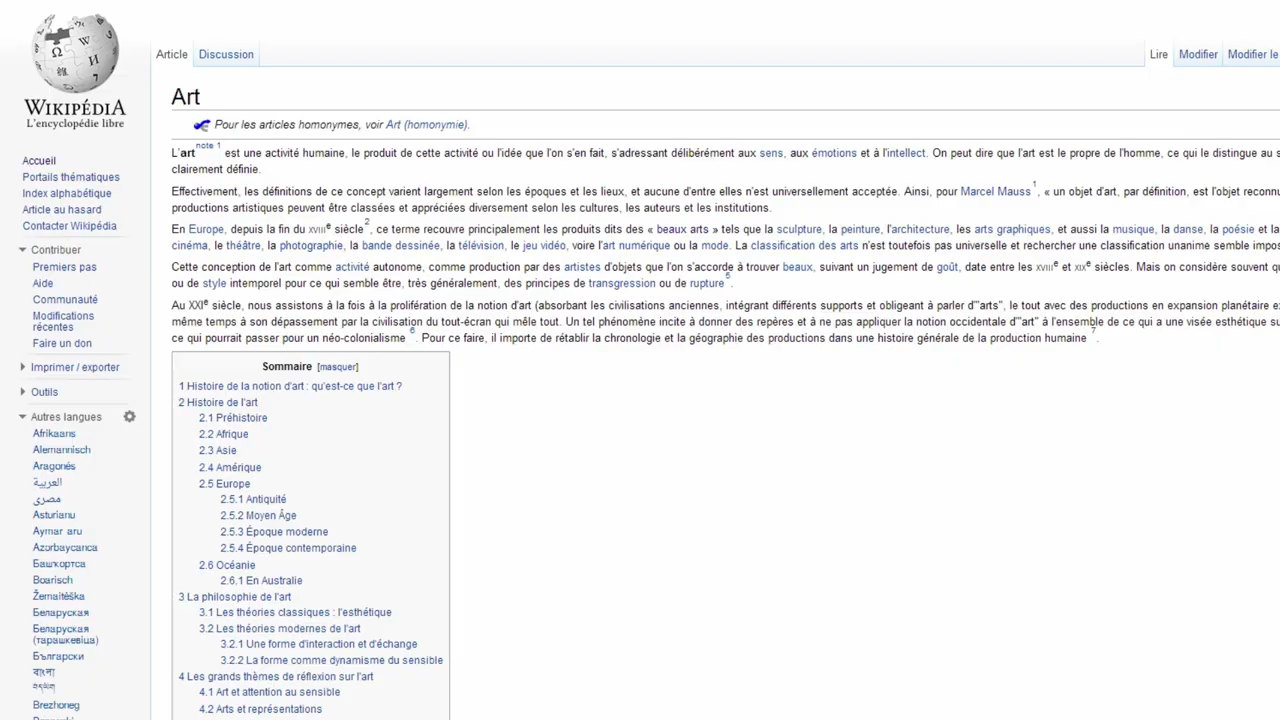 WIKIPÉDIA
L'encyclopédie libre
Accueil
Portails thématiques
Index alphabétique
Article au hasard
Contacter Wikipédia
Contribuer
Premiers pas
Aide
Communauté
Modifications
récentes
Faire un don
Imprimer / exporter
Outils
Autres langues
Afrikaans
Alemannisch
Aragonés
العربية
مصرى
Asturianu
Aymar aru
Azərbaycanca
Башҡортса
Boarisch
Žemaitėška
Беларуская
Беларуская
(тарашкевіца)
Български
বাংলা
Brezhoneg
Article Discussion
Lire Modifier Modifier le
Art
Pour les articles homonymes, voir Art (homonymie).
L'art note 1 est une activité humaine, le produit de cette activité ou l'idée que l'on s'en fait, s'adressant délibérément aux sens, aux émotions et à l'intellect. On peut dire que l'art est le propre de l'homme, ce qui le distingue au s
clairement définie.
Effectivement, les définitions de ce concept varient largement selon les époques et les lieux, et aucune d'entre elles n'est universellement acceptée. Ainsi, pour Marcel Mauss 1, « un objet d'art, par définition, est l'objet reconnu
productions artistiques peuvent être classées et appréciées diversement selon les cultures, les auteurs et les institutions.
En Europe, depuis la fin du XVIIIe siècle 2, ce terme recouvre principalement les produits dits des « beaux arts » tels que la sculpture, la peinture, l'architecture, les arts graphiques, et aussi la musique, la danse, la poésie et la
cinéma, le théâtre, la photographie, la bande dessinée, la télévision, le jeu vidéo, voire l'art numérique ou la mode. La classification des arts n'est toutefois pas universelle et rechercher une classification unanime semble impos
Cette conception de l'art comme activité autonome, comme production par des artistes d'objets que l'on s'accorde à trouver beaux, suivant un jugement de goût, date entre les XVIIIe et XIXe siècles. Mais on considère souvent q
ou de style intemporel pour ce qui semble être, très généralement, des principes de transgression ou de rupture 5.
Au XXIe siècle, nous assistons à la fois à la prolifération de la notion d'art (absorbant les civilisations anciennes, intégrant différents supports et obligeant à parler d'"arts", le tout avec des productions en expansion planétaire e
même temps à son dépassement par la civilisation du tout-écran qui mêle tout. Un tel phénomène incite à donner des repères et à ne pas appliquer la notion occidentale d'"art" à l'ensemble de ce qui a une visée esthétique su
ce qui pourrait passer pour un néo-colonialisme 6. Pour ce faire, il importe de rétablir la chronologie et la géographie des productions dans une histoire générale de la production humaine 7.
Sommaire [masquer]
1 Histoire de la notion d'art : qu'est-ce que l'art ?
2 Histoire de l'art
2.1 Préhistoire
2.2 Afrique
2.3 Asie
2.4 Amérique
2.5 Europe
2.5.1 Antiquité
2.5.2 Moyen Âge
2.5.3 Époque moderne
2.5.4 Époque contemporaine
2.6 Océanie
2.6.1 En Australie
3 La philosophie de l'art
3.1 Les théories classiques : l'esthétique
3.2 Les théories modernes de l'art
3.2.1 Une forme d'interaction et d'échange
3.2.2 La forme comme dynamisme du sensible
4 Les grands thèmes de réflexion sur l'art
4.1 Art et attention au sensible
4.2 Arts et représentations